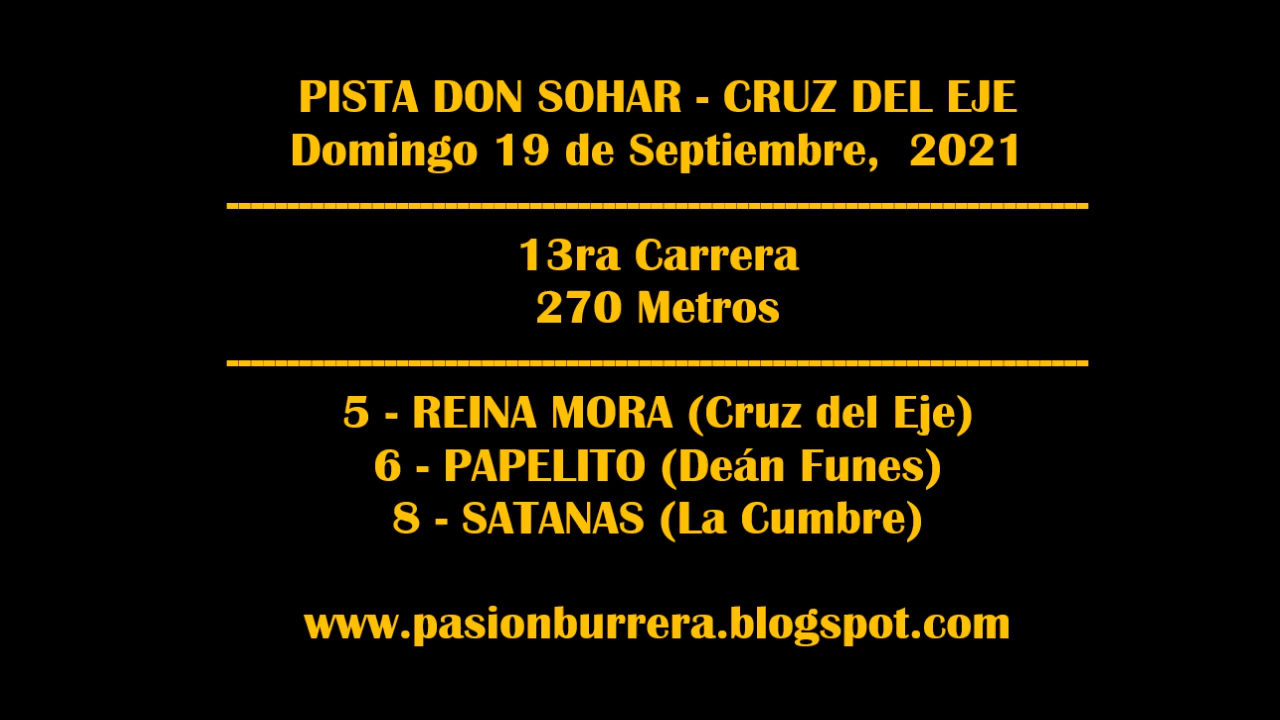 PISTA DON SOHAR - CRUZ DEL EJE
Domingo 19 de Septiembre,  2021
13ra Carrera
270 Metros
5 - REINA MORA (Cruz del Eje)
6 - PAPELITO (Deán Funes)
8 - SATANAS (La Cumbre)
www.pasionburrera.blogspot.com